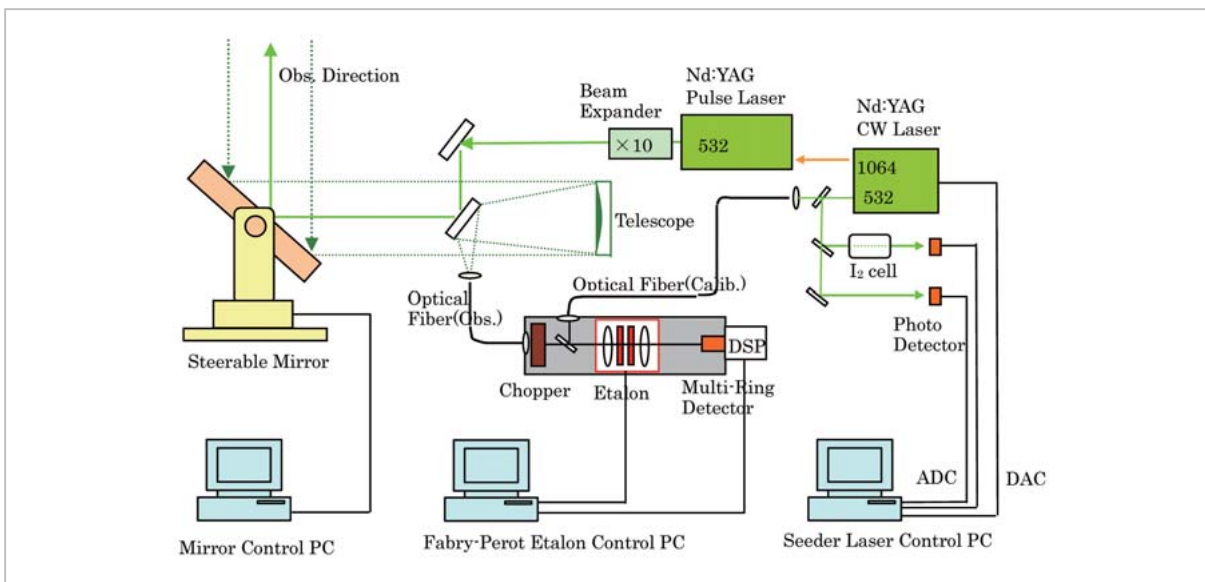 Obs. Direction
Beam
Expander
×10
Nd:YAG
Pulse Laser
532
Nd:YAG
CW Laser
1064
532
Telescope
I₂ cell
Photo
Detector
Optical Fiber(Calib.)
Optical
Fiber(Obs.)
Steerable Mirror
DSP
Chopper
Etalon
Multi-Ring
Detector
ADC
DAC
Mirror Control PC
Fabry-Perot Etalon Control PC
Seeder Laser Control PC